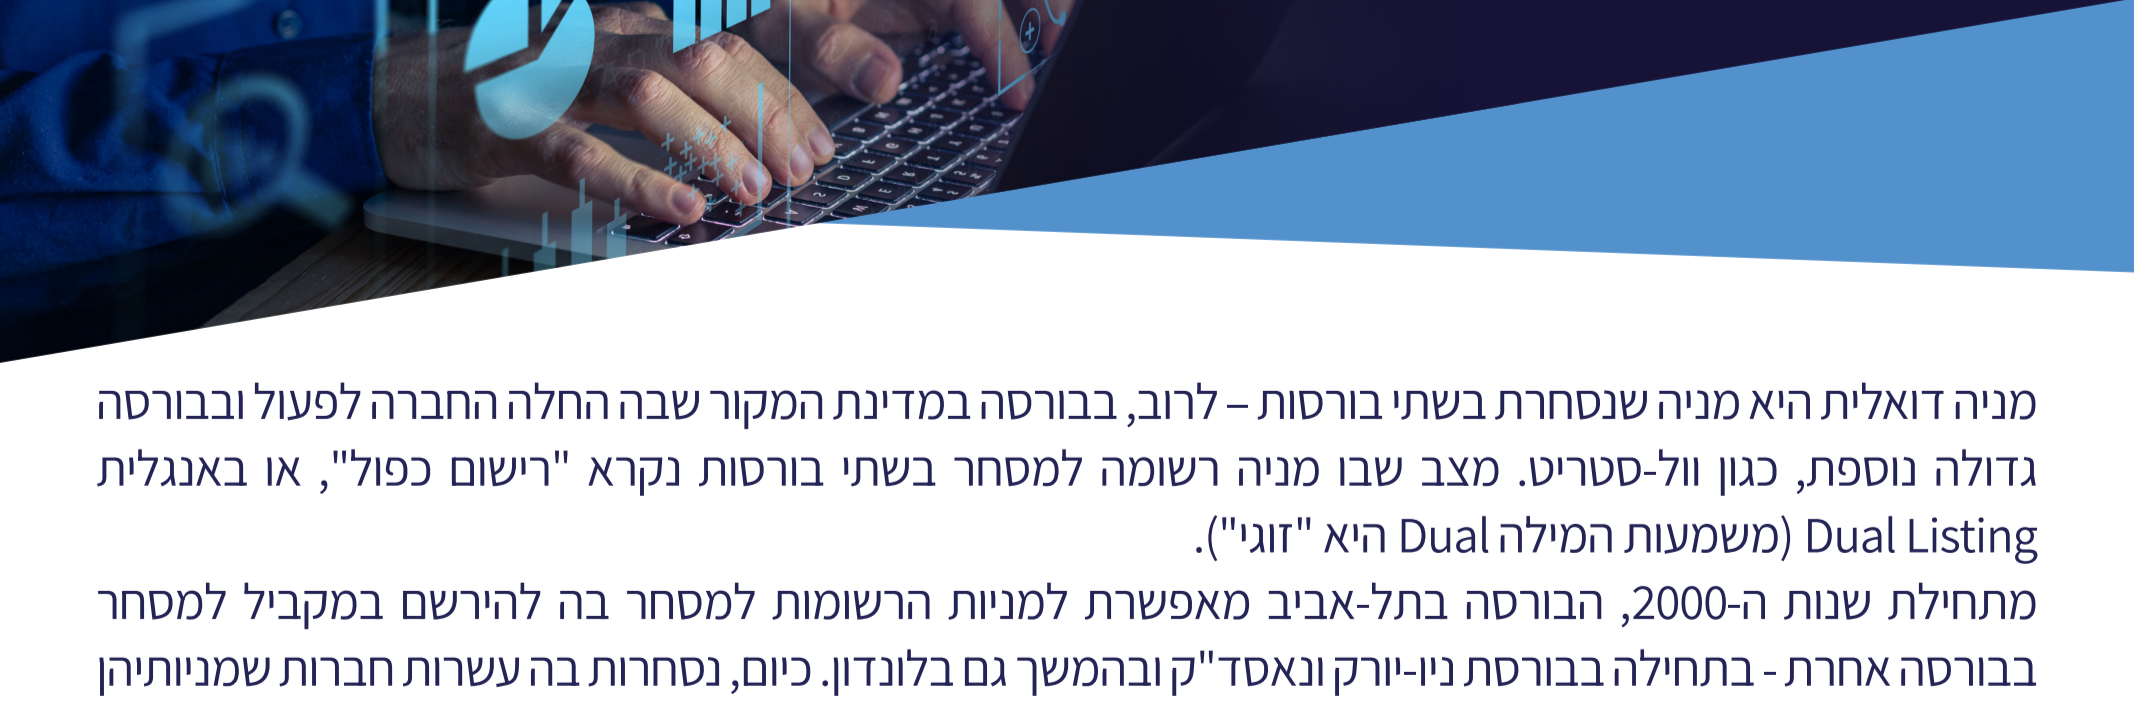 מניה דואלית היא מניה שנסחרת בשתי בורסות – לרוב, בבורסה במדינת המקור שבה החלה החברה לפעול ובבורסה
גדולה נוספת, כגון וול-סטריט. מצב שבו מניה רשומה למסחר בשתי בורסות נקרא "רישום כפול", או באנגלית
Dual Listing (משמעות המילה Dual היא "זוגי").
מתחילת שנות ה-2000, הבורסה בתל-אביב מאפשרת למניות הרשומות למסחר בה להירשם במקביל למסחר
בבורסה אחרת - בתחילה בבורסת ניו-יורק ונאסד"ק ובהמשך גם בלונדון. כיום, נסחרות בה עשרות חברות שמניותיהן